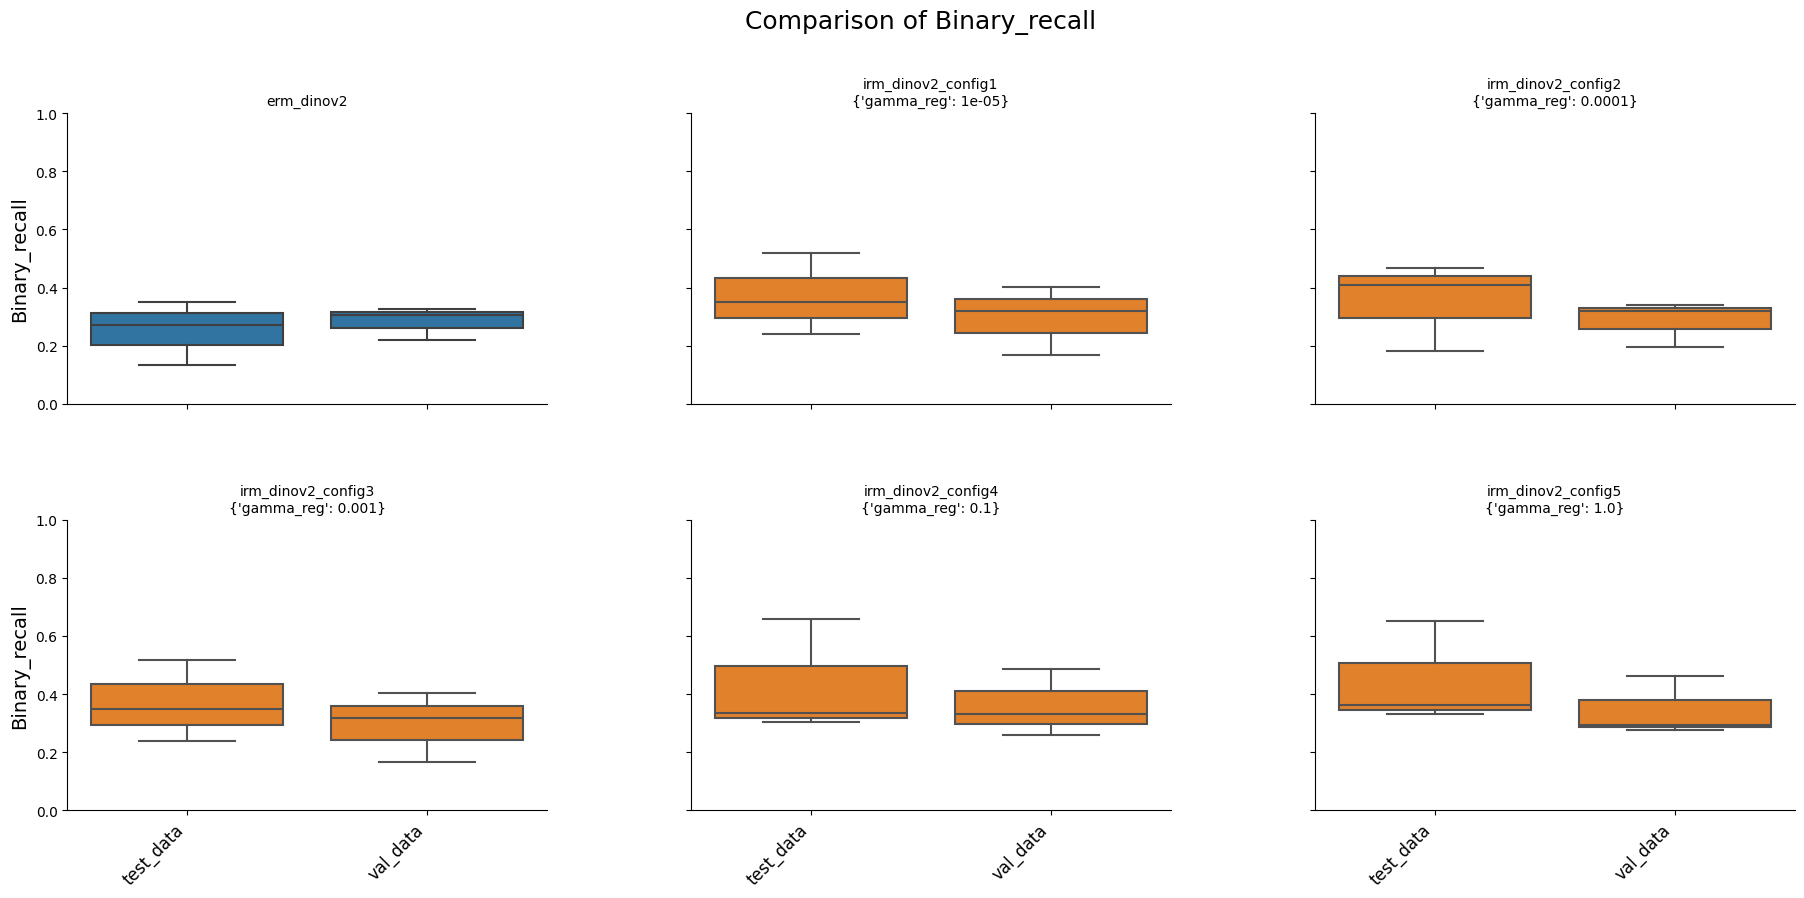 Comparison of Binary_recall
erm_dinov2
irm_dinov2_config1
{'gamma_reg': 1e-05}
irm_dinov2_config2
{'gamma_reg': 0.0001}
1.0
0.8
0.6
0.4
0.2
0.0
Binary_recall
irm_dinov2_config3
{'gamma_reg': 0.001}
irm_dinov2_config4
{'gamma_reg': 0.1}
irm_dinov2_config5
{'gamma_reg': 1.0}
1.0
0.8
0.6
0.4
0.2
0.0
Binary_recall
test_data
val_data
test_data
val_data
test_data
val_data